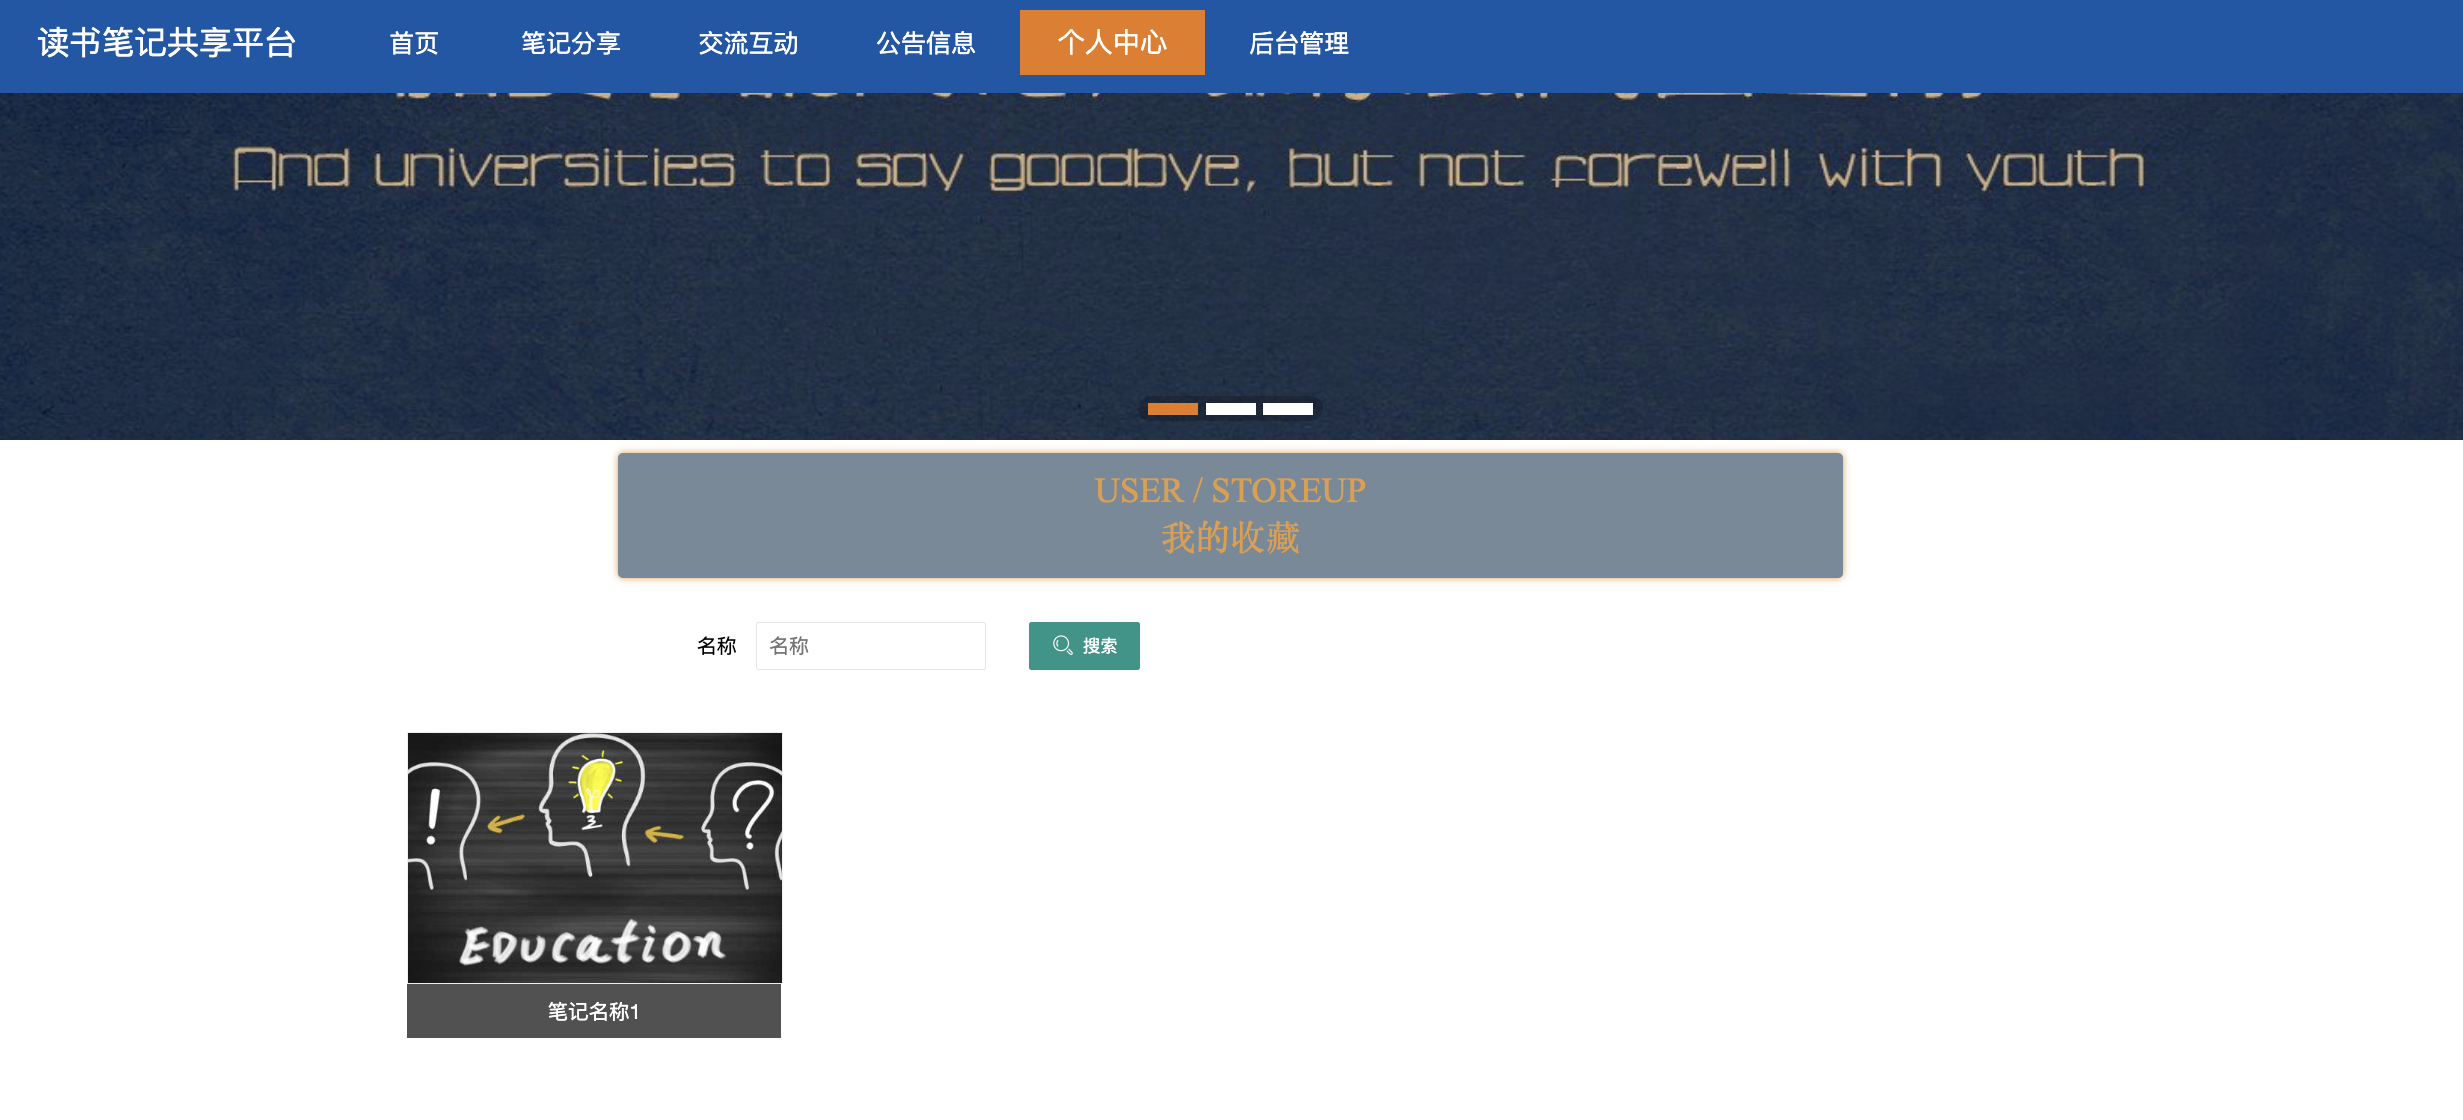 读书笔记共享平台 首页 笔记分享 交流互动 公告信息 个人中心 后台管理
And universities to say goodbye, but not farewell with youth
USER / STOREUP
我的收藏
名称 名称 搜索
! ?
EDUCATION
笔记名称1